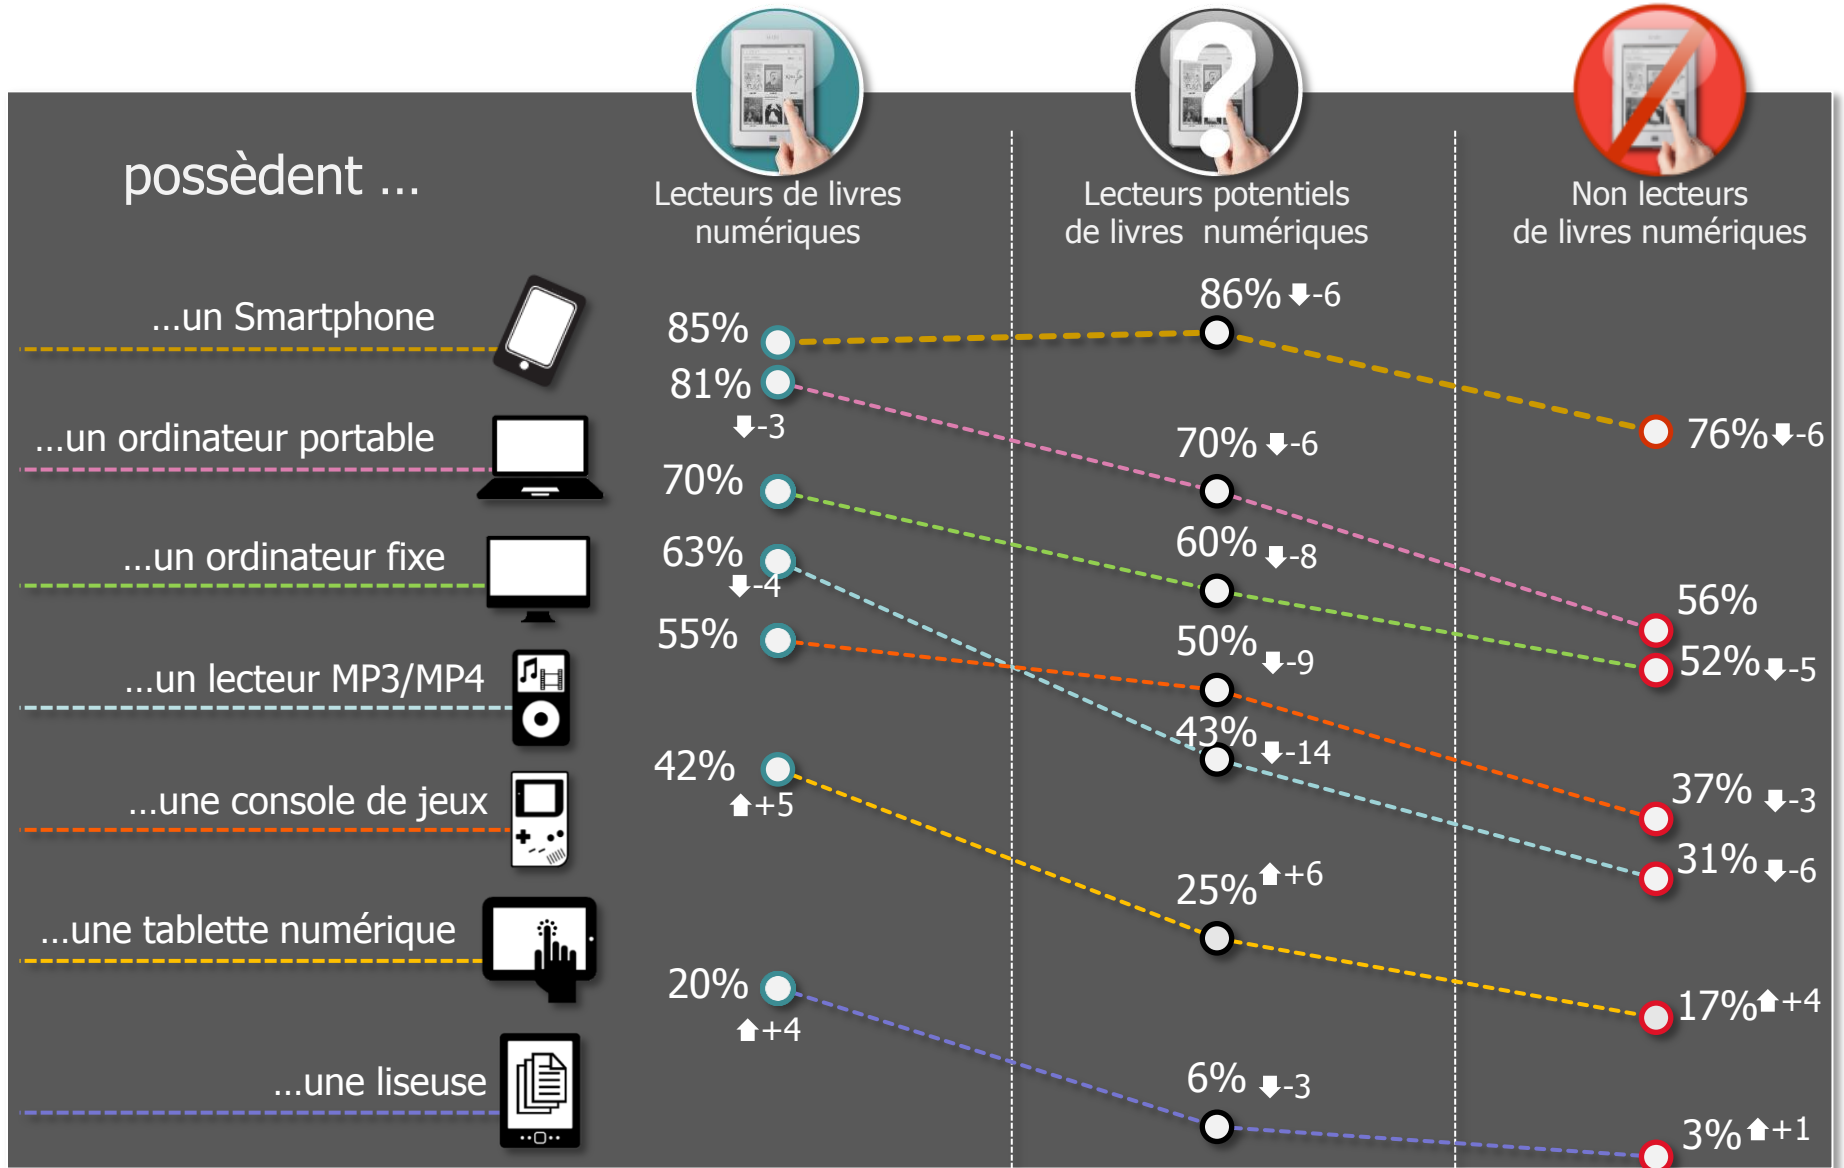 possèdent ...
Lecteurs de livres
numériques
Lecteurs potentiels
de livres numériques
Non lecteurs
de livres numériques
...un Smartphone
85%
86% -6
76% -6
...un ordinateur portable
81%
-3
70% -6
56%
...un ordinateur fixe
70%
60% -8
52% -5
...un lecteur MP3/MP4
63%
-4
43% -14
31% -6
...une console de jeux
55%
50% -9
37% -3
...une tablette numérique
42%
+5
25% +6
17% +4
...une liseuse
20%
+4
6% -3
3% +1